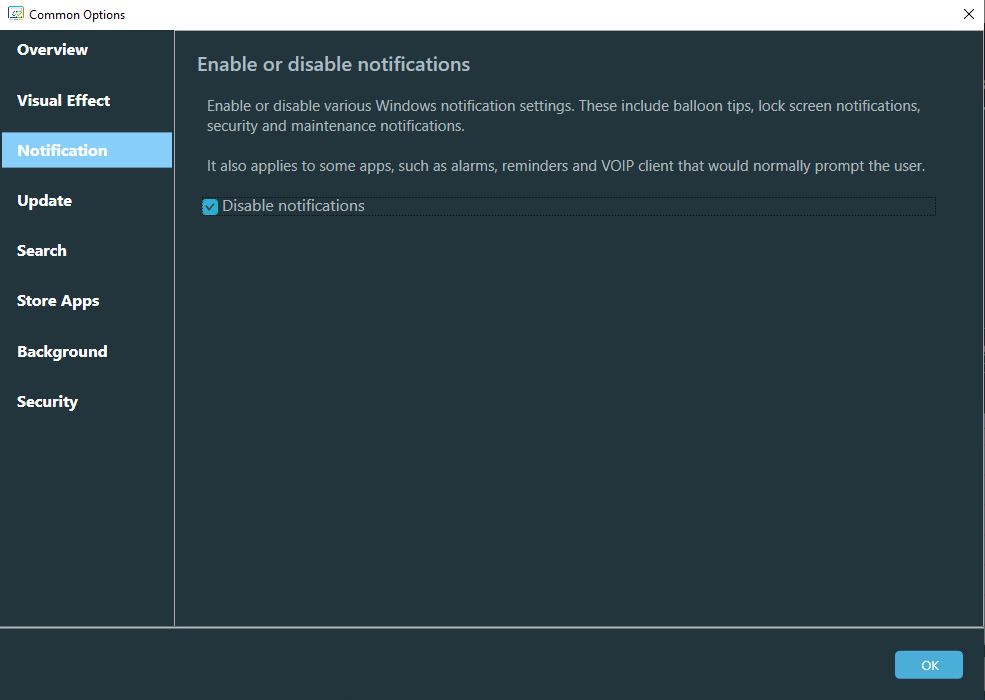 Common Options
Overview
Visual Effect
Notification
Update
Search
Store Apps
Background
Security
Enable or disable notifications
Enable or disable various Windows notification settings. These include balloon tips, lock screen notifications,
security and maintenance notifications.
It also applies to some apps, such as alarms, reminders and VOIP client that would normally prompt the user.
Disable notifications
OK